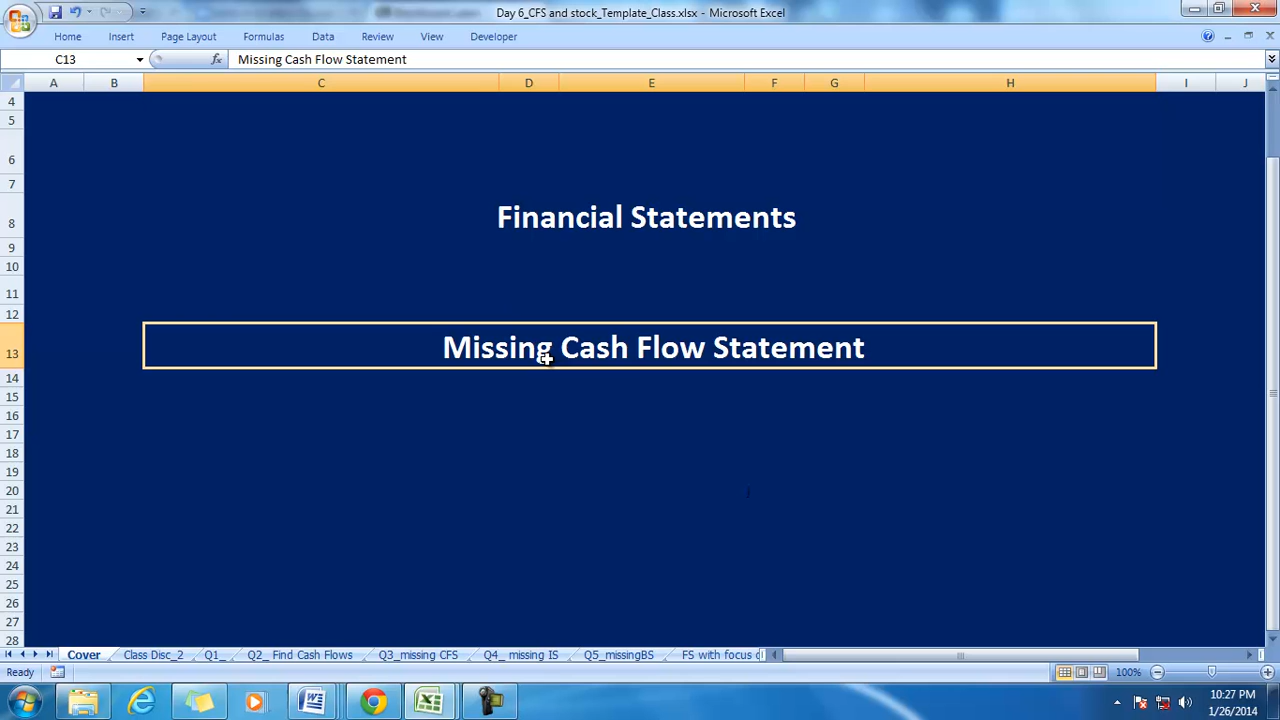 Day 6_CFS and stock_Template_Class.xlsx - Microsoft Excel
Home Insert Page Layout Formulas Data Review View Developer
C13 fx Missing Cash Flow Statement
A B C D E F G H I J
4
5
6
7
Financial Statements
8
9
10
11
12
Missing Cash Flow Statement
13
14
15
16
17
18
19
20
21
22
23
24
25
26
27
28
Cover Class Disc_2 Q1_ Q2_ Find Cash Flows Q3_missing CFS Q4_ missing IS Q5_missingBS FS with focus
Ready 100%
10:27 PM
1/26/2014